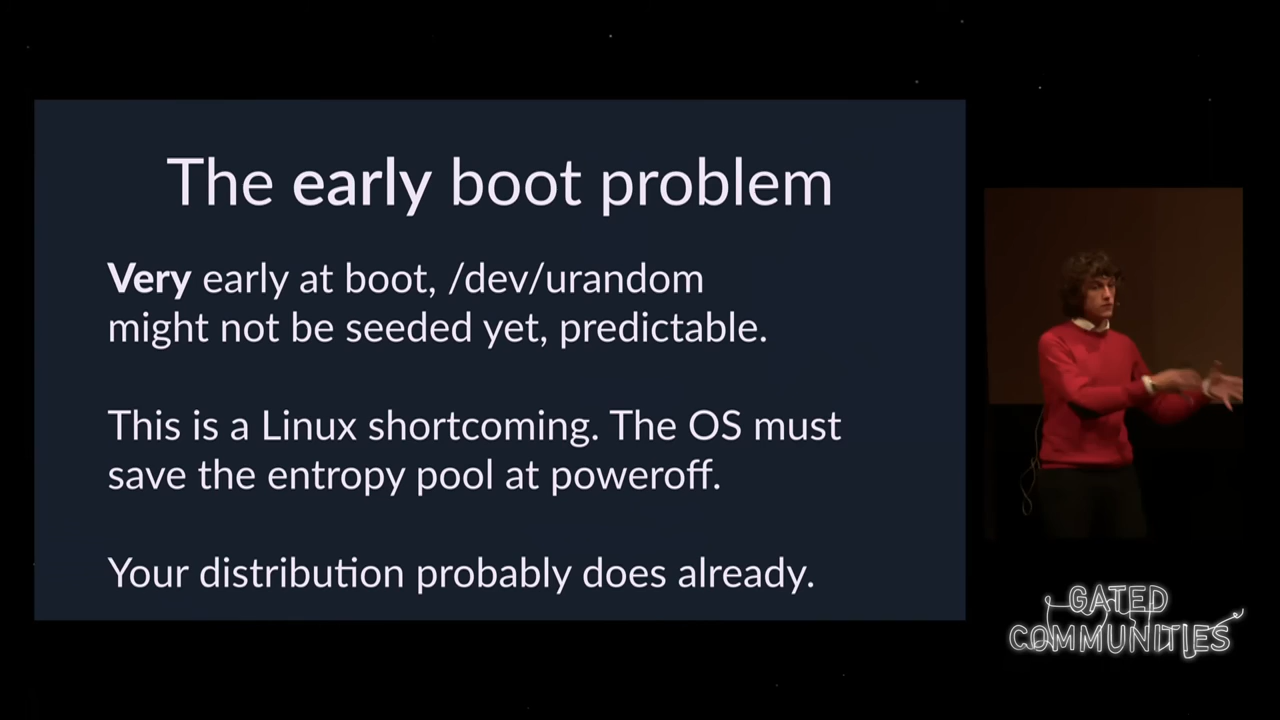 The early boot problem
Very early at boot, /dev/urandom
might not be seeded yet, predictable.
This is a Linux shortcoming. The OS must
save the entropy pool at poweroff.
Your distribution probably does already.
GATED
COMMUNITIES